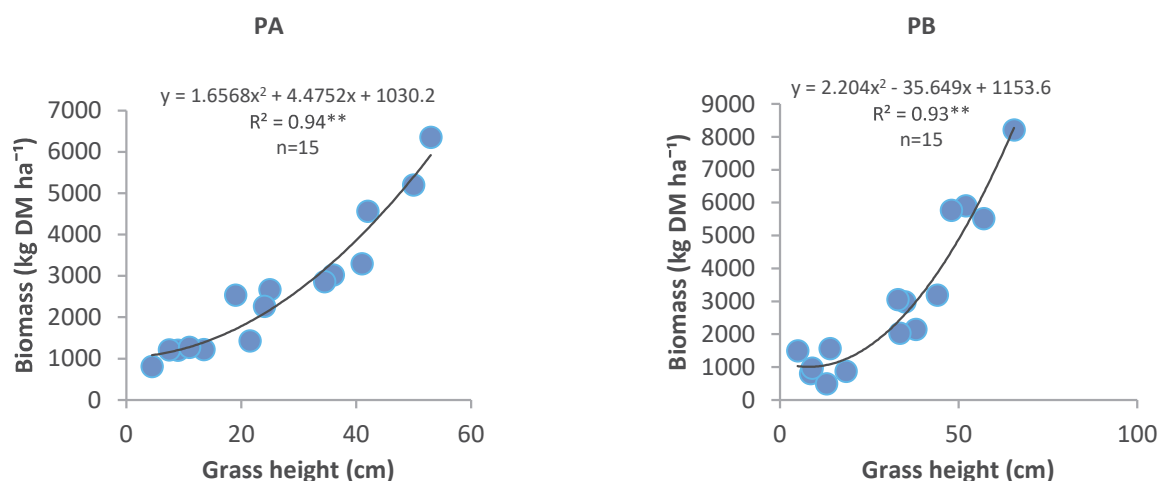 PA
y = 1.6568x² + 4.4752x + 1030.2
R² = 0.94**
n=15
7000
6000
5000
4000
3000
2000
1000
0
Biomass (kg DM ha⁻¹)
0 20 40 60
Grass height (cm)
PB
y = 2.204x² - 35.649x + 1153.6
R² = 0.93**
n=15
9000
8000
7000
6000
5000
4000
3000
2000
1000
0
Biomass (kg DM ha⁻¹)
0 50 100
Grass height (cm)